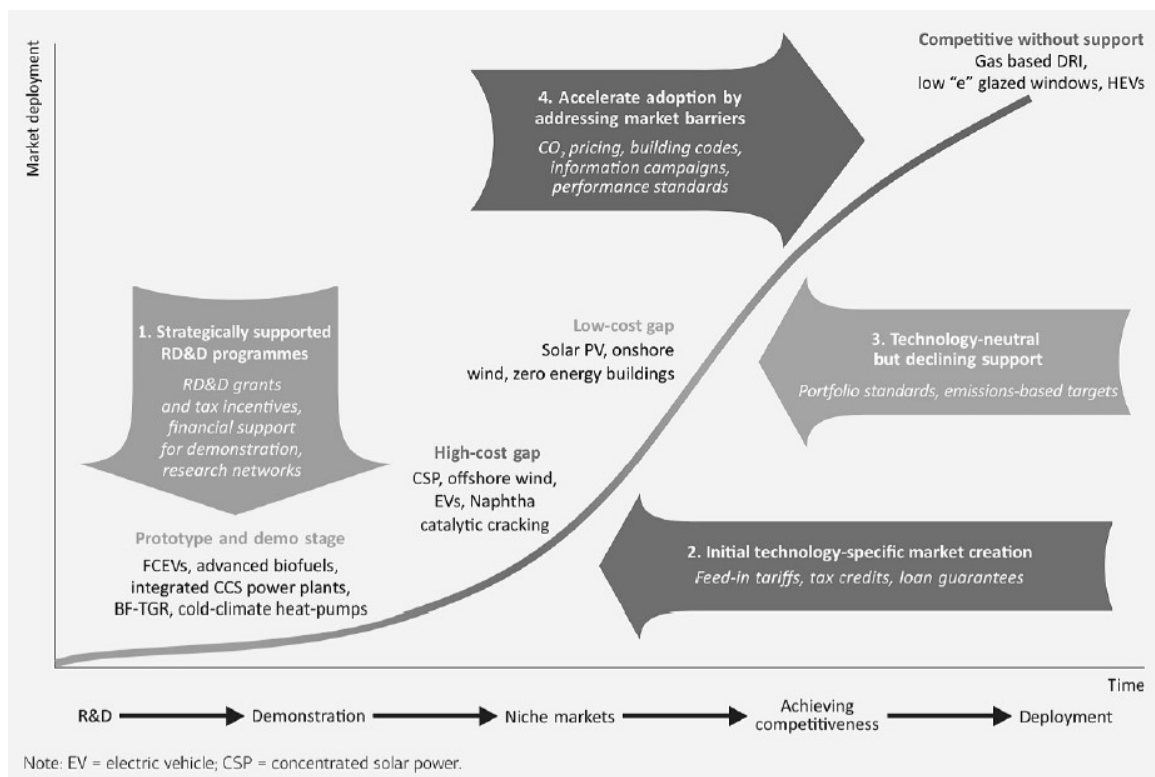 Market deployment
Competitive without support
Gas based DRI,
low “e” glazed windows, HEVs
4. Accelerate adoption by
addressing market barriers
CO₂ pricing, building codes,
information campaigns,
performance standards
1. Strategically supported
RD&D programmes
RD&D grants
and tax incentives,
financial support
for demonstration,
research networks
Low-cost gap
Solar PV, onshore
wind, zero energy buildings
3. Technology-neutral
but declining support
Portfolio standards, emissions-based targets
High-cost gap
CSP, offshore wind,
EVs, Naphtha
catalytic cracking
Prototype and demo stage
FCEVs, advanced biofuels,
integrated CCS power plants,
BF-TGR, cold-climate heat-pumps
2. Initial technology-specific market creation
Feed-in tariffs, tax credits, loan guarantees
Time
R&D
Demonstration
Niche markets
Achieving
competitiveness
Deployment
Note: EV = electric vehicle; CSP = concentrated solar power.